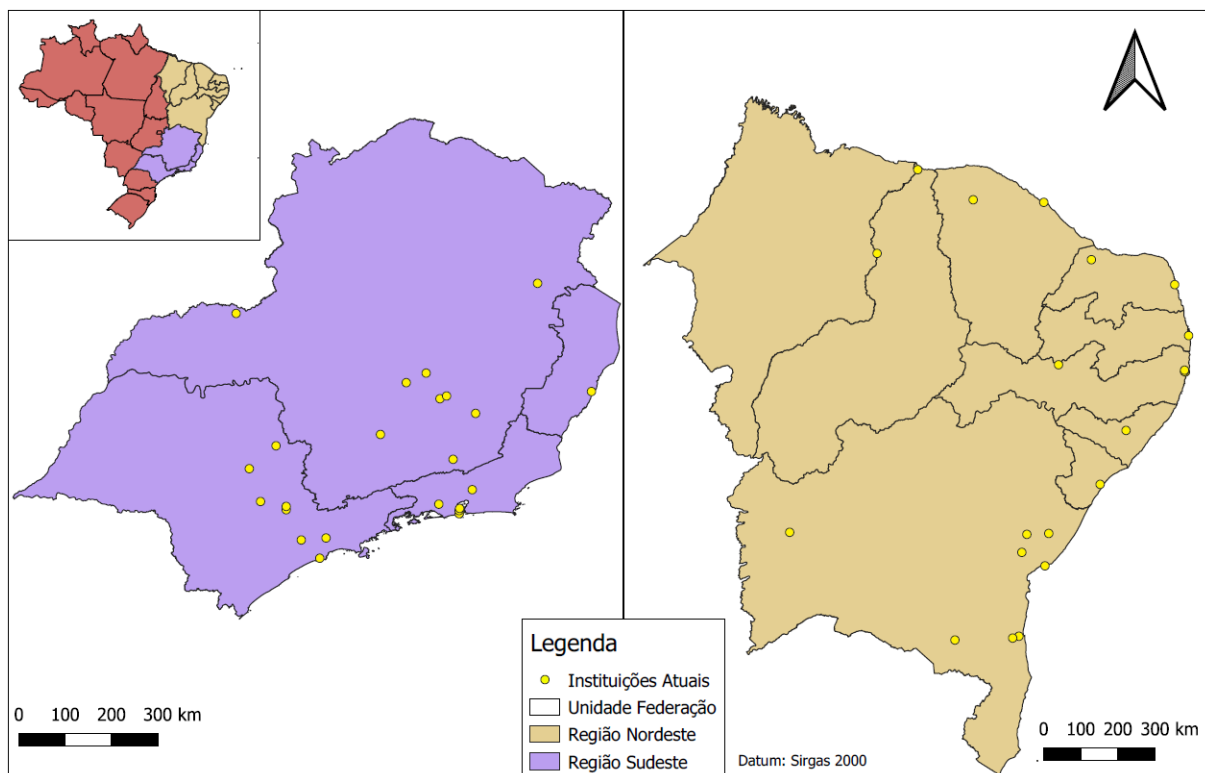 Legenda
Instituições Atuais
Unidade Federação
Região Nordeste
Região Sudeste
0 100 200 300 km
Datum: Sirgas 2000
0 100 200 300 km